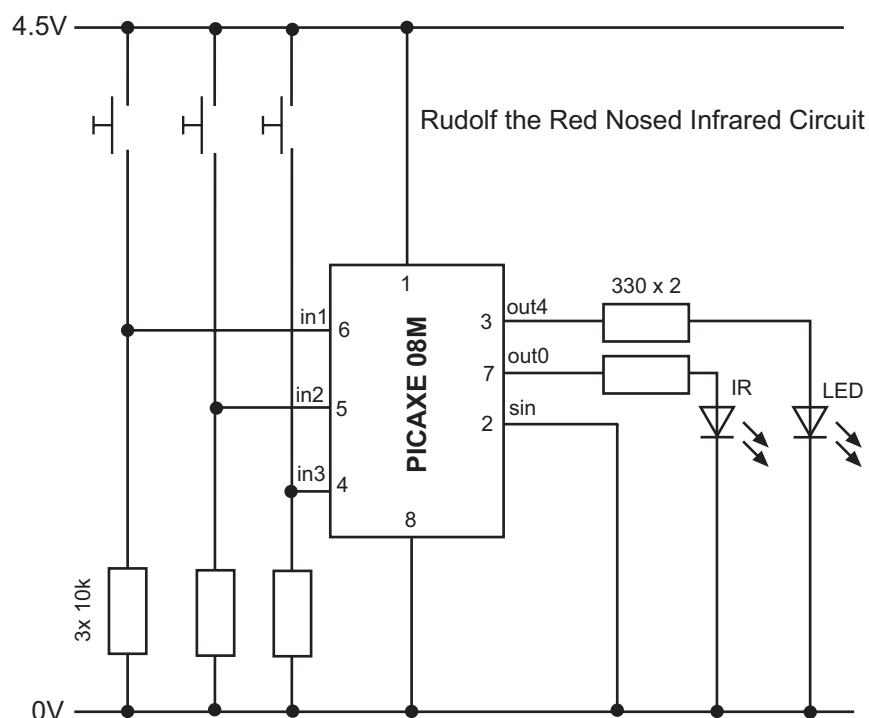 4.5V
Rudolf the Red Nosed Infrared Circuit
1
330 x 2
in1
6
3
out4
7
out0
IR
LED
in2
5
2
sin
PICAXE 08M
in3
4
8
3x 10k
0V